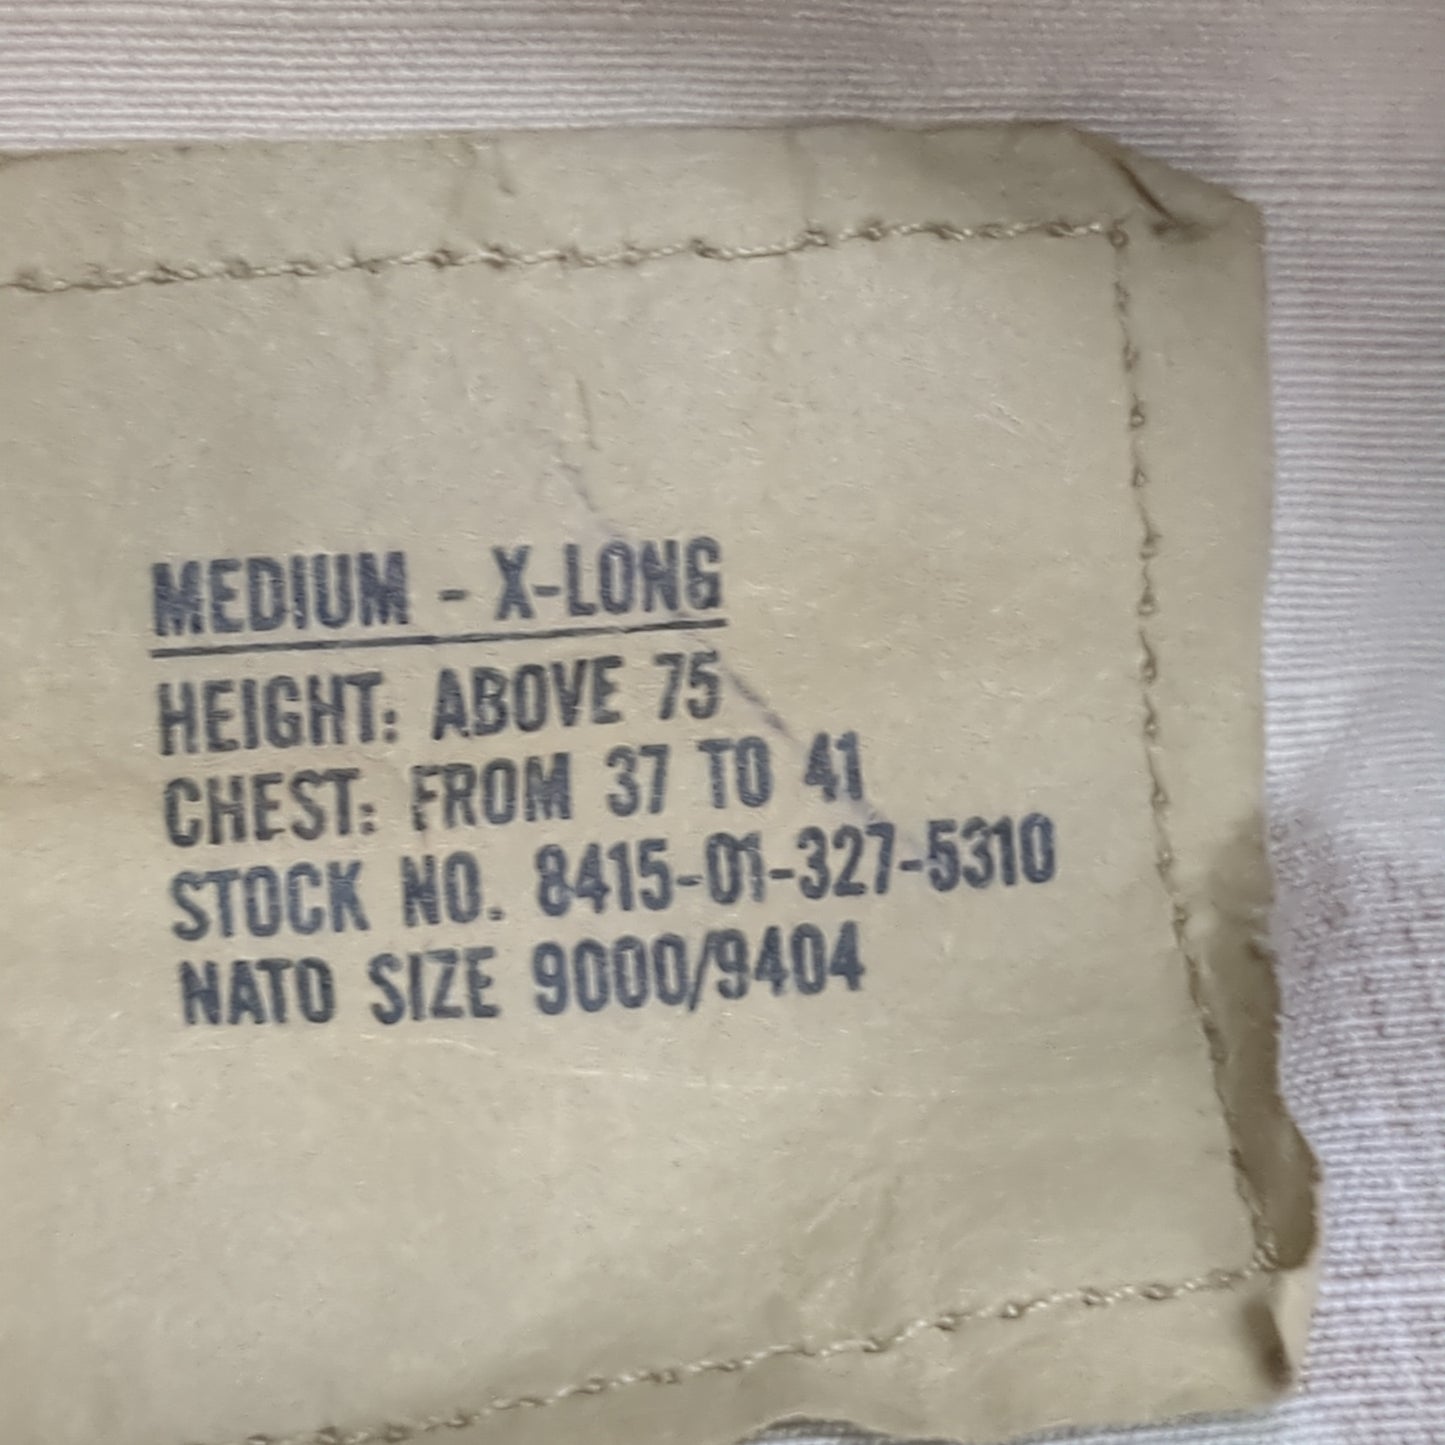 MEDIUM - X-LONG
HEIGHT: ABOVE 75
CHEST: FROM 37 TO 41
STOCK NO. 8415-01-327-5310
NATO SIZE 9000/9404